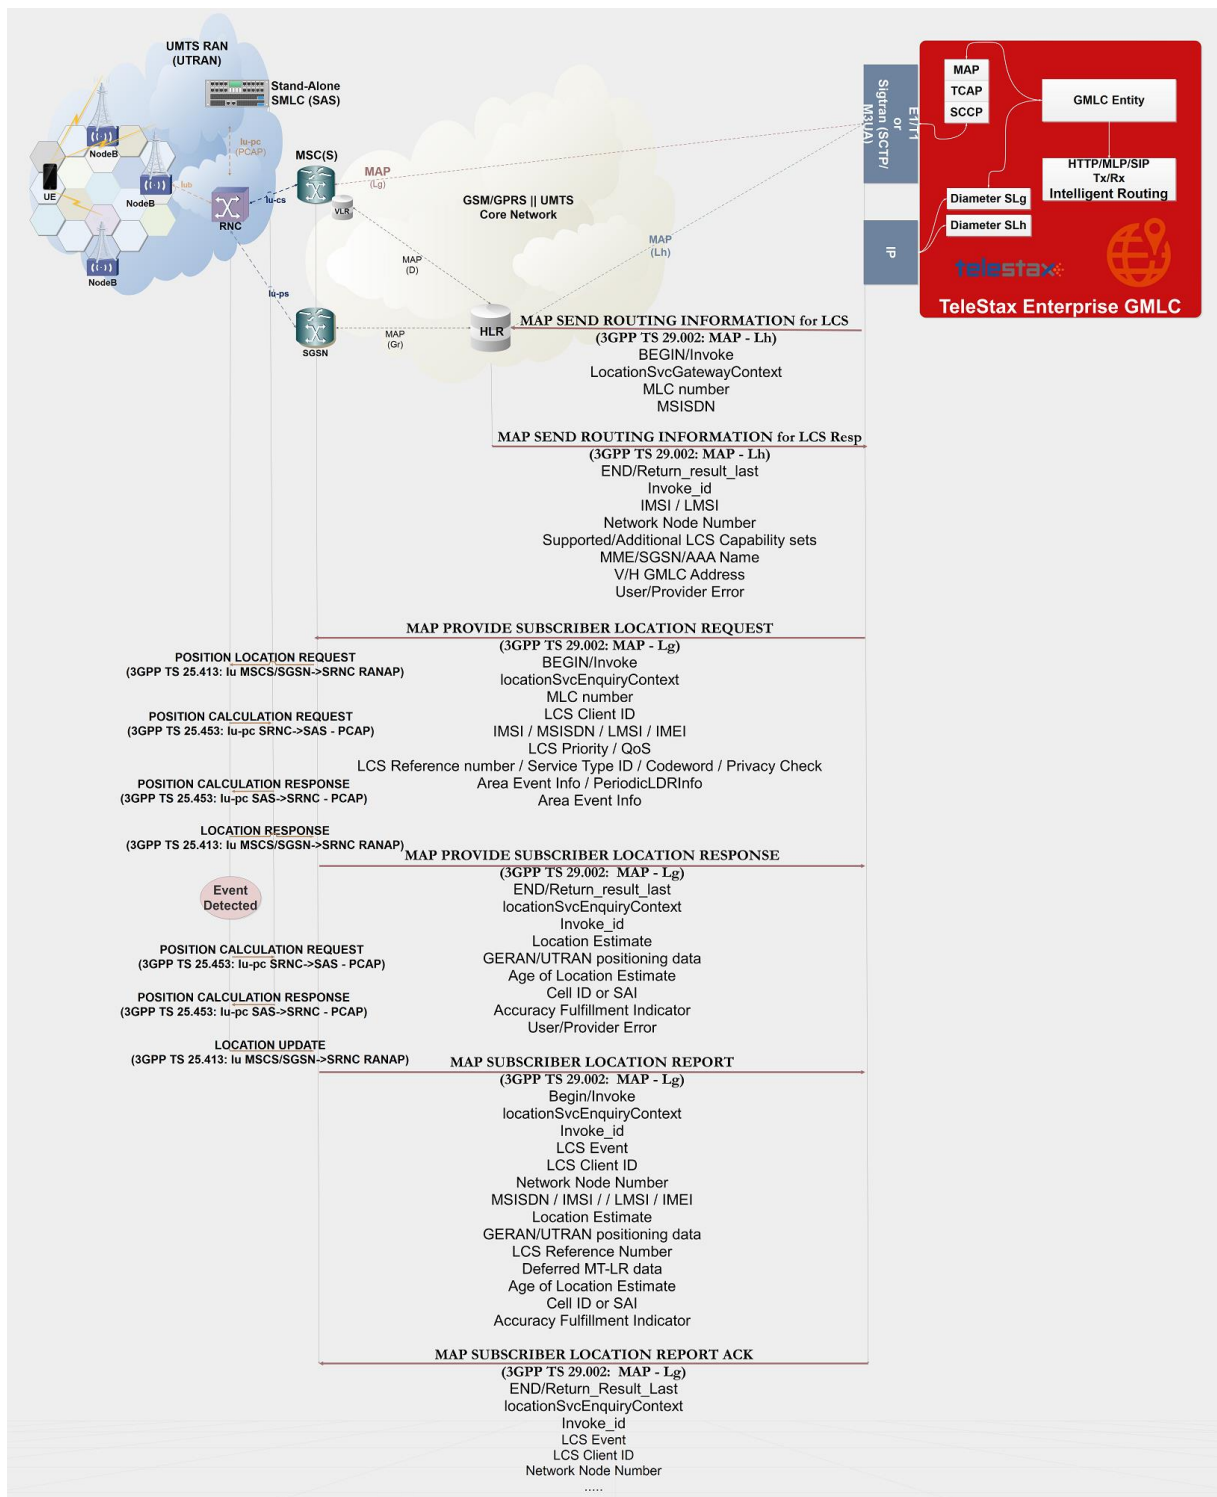 UMTS RAN
(UTRAN)
Stand-Alone
SMLC (SAS)
Iu-pc
(PCAP)
NodeB
UE
Iub
NodeB
RNC
NodeB
MSC(S)
VLR
Iu-cs
Iu-ps
SGSN
MAP
(Lg)
GSM/GPRS || UMTS
Core Network
MAP
(D)
MAP
(Lh)
MAP
(Gr)
HLR
E1/T1
or
Sigtran (SCTP/
M3UA)
IP
MAP
TCAP
SCCP
GMLC Entity
HTTP/MLP/SIP
Tx/Rx
Intelligent Routing
Diameter SLg
Diameter SLh
telestax
TeleStax Enterprise GMLC
MAP SEND ROUTING INFORMATION for LCS
(3GPP TS 29.002: MAP - Lh)
BEGIN/Invoke
LocationSvcGatewayContext
MLC number
MSISDN
MAP SEND ROUTING INFORMATION for LCS Resp
(3GPP TS 29.002: MAP - Lh)
END/Return_result_last
Invoke_id
IMSI / LMSI
Network Node Number
Supported/Additional LCS Capability sets
MME/SGSN/AAA Name
V/H GMLC Address
User/Provider Error
MAP PROVIDE SUBSCRIBER LOCATION REQUEST
(3GPP TS 29.002: MAP - Lg)
BEGIN/Invoke
locationSvcEnquiryContext
MLC number
LCS Client ID
IMSI / MSISDN / LMSI / IMEI
LCS Priority / QoS
LCS Reference number / Service Type ID / Codeword / Privacy Check
Area Event Info / PeriodicLDRInfo
Area Event Info
POSITION LOCATION REQUEST
(3GPP TS 25.413: Iu MSCS/SGSN->SRNC RANAP)
POSITION CALCULATION REQUEST
(3GPP TS 25.453: Iu-pc SRNC->SAS - PCAP)
POSITION CALCULATION RESPONSE
(3GPP TS 25.453: Iu-pc SAS->SRNC - PCAP)
LOCATION RESPONSE
(3GPP TS 25.413: Iu MSCS/SGSN->SRNC RANAP)
MAP PROVIDE SUBSCRIBER LOCATION RESPONSE
(3GPP TS 29.002:  MAP - Lg)
END/Return_result_last
locationSvcEnquiryContext
Invoke_id
Location Estimate
GERAN/UTRAN positioning data
Age of Location Estimate
Cell ID or SAI
Accuracy Fulfillment Indicator
User/Provider Error
Event
Detected
POSITION CALCULATION REQUEST
(3GPP TS 25.453: Iu-pc SRNC->SAS - PCAP)
POSITION CALCULATION RESPONSE
(3GPP TS 25.453: Iu-pc SAS->SRNC - PCAP)
LOCATION UPDATE
(3GPP TS 25.413: Iu MSCS/SGSN->SRNC RANAP)
MAP SUBSCRIBER LOCATION REPORT
(3GPP TS 29.002:  MAP - Lg)
Begin/Invoke
locationSvcEnquiryContext
Invoke_id
LCS Event
LCS Client ID
Network Node Number
MSISDN / IMSI / / LMSI / IMEI
Location Estimate
GERAN/UTRAN positioning data
LCS Reference Number
Deferred MT-LR data
Age of Location Estimate
Cell ID or SAI
Accuracy Fulfillment Indicator
MAP SUBSCRIBER LOCATION REPORT ACK
(3GPP TS 29.002:  MAP - Lg)
END/Return_Result_Last
locationSvcEnquiryContext
Invoke_id
LCS Event
LCS Client ID
Network Node Number
.....